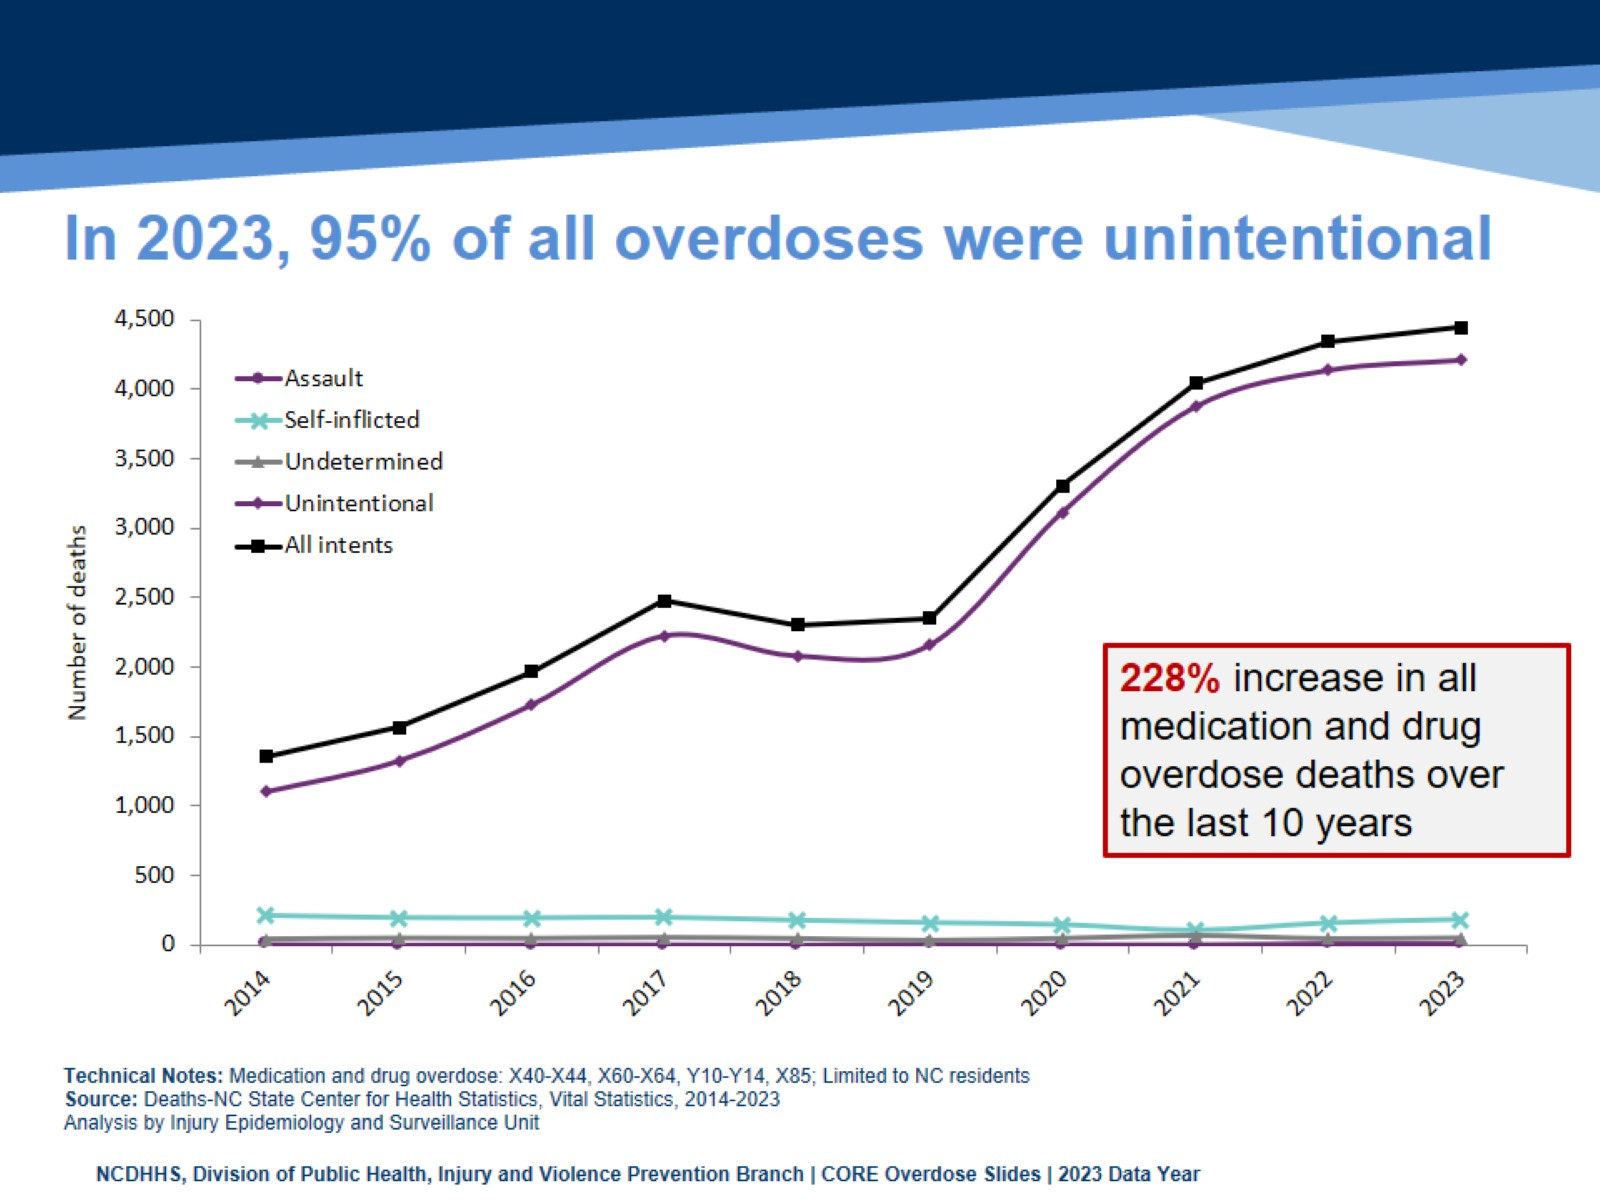 In 2023, 95% of all overdoses were unintentional
4,500
4,000
3,500
3,000
2,500
2,000
1,500
1,000
500
0
Number of deaths
Assault
Self-inflicted
Undetermined
Unintentional
All intents
228% increase in all
medication and drug
overdose deaths over
the last 10 years
2014
2015
2016
2017
2018
2019
2020
2021
2022
2023
Technical Notes: Medication and drug overdose: X40-X44, X60-X64, Y10-Y14, X85; Limited to NC residents
Source: Deaths-NC State Center for Health Statistics, Vital Statistics, 2014-2023
Analysis by Injury Epidemiology and Surveillance Unit
NCDHHS, Division of Public Health, Injury and Violence Prevention Branch | CORE Overdose Slides | 2023 Data Year